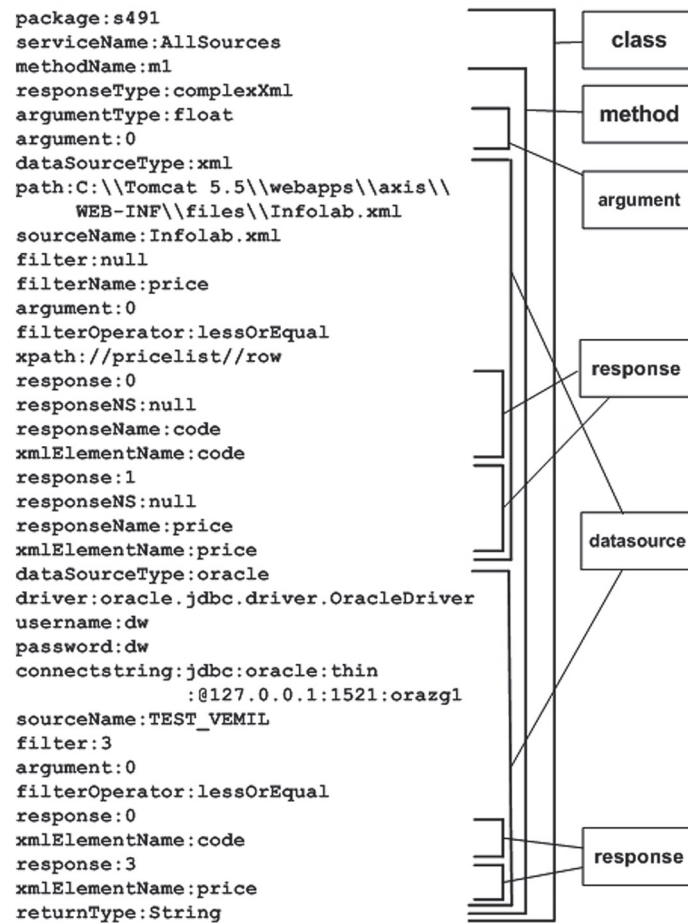 package:s491
serviceName:AllSources
methodName:m1
responseType:complexXml
argumentType:float
argument:0
dataSourceType:xml
path:C:\\Tomcat 5.5\\webapps\\axis\\
WEB-INF\\files\\Infolab.xml
sourceName:Infolab.xml
filter:null
filterName:price
argument:0
filterOperator:lessOrEqual
xpath://pricelist//row
response:0
responseNS:null
responseName:code
xmlElementName:code
response:1
responseNS:null
responseName:price
xmlElementName:price
dataSourceType:oracle
driver:oracle.jdbc.driver.OracleDriver
username:dw
password:dw
connectstring:jdbc:oracle:thin
:@127.0.0.1:1521:orazg1
sourceName:TEST_VEMIL
filter:3
argument:0
filterOperator:lessOrEqual
response:0
xmlElementName:code
response:3
xmlElementName:price
returnType:String
class
method
argument
response
datasource
response